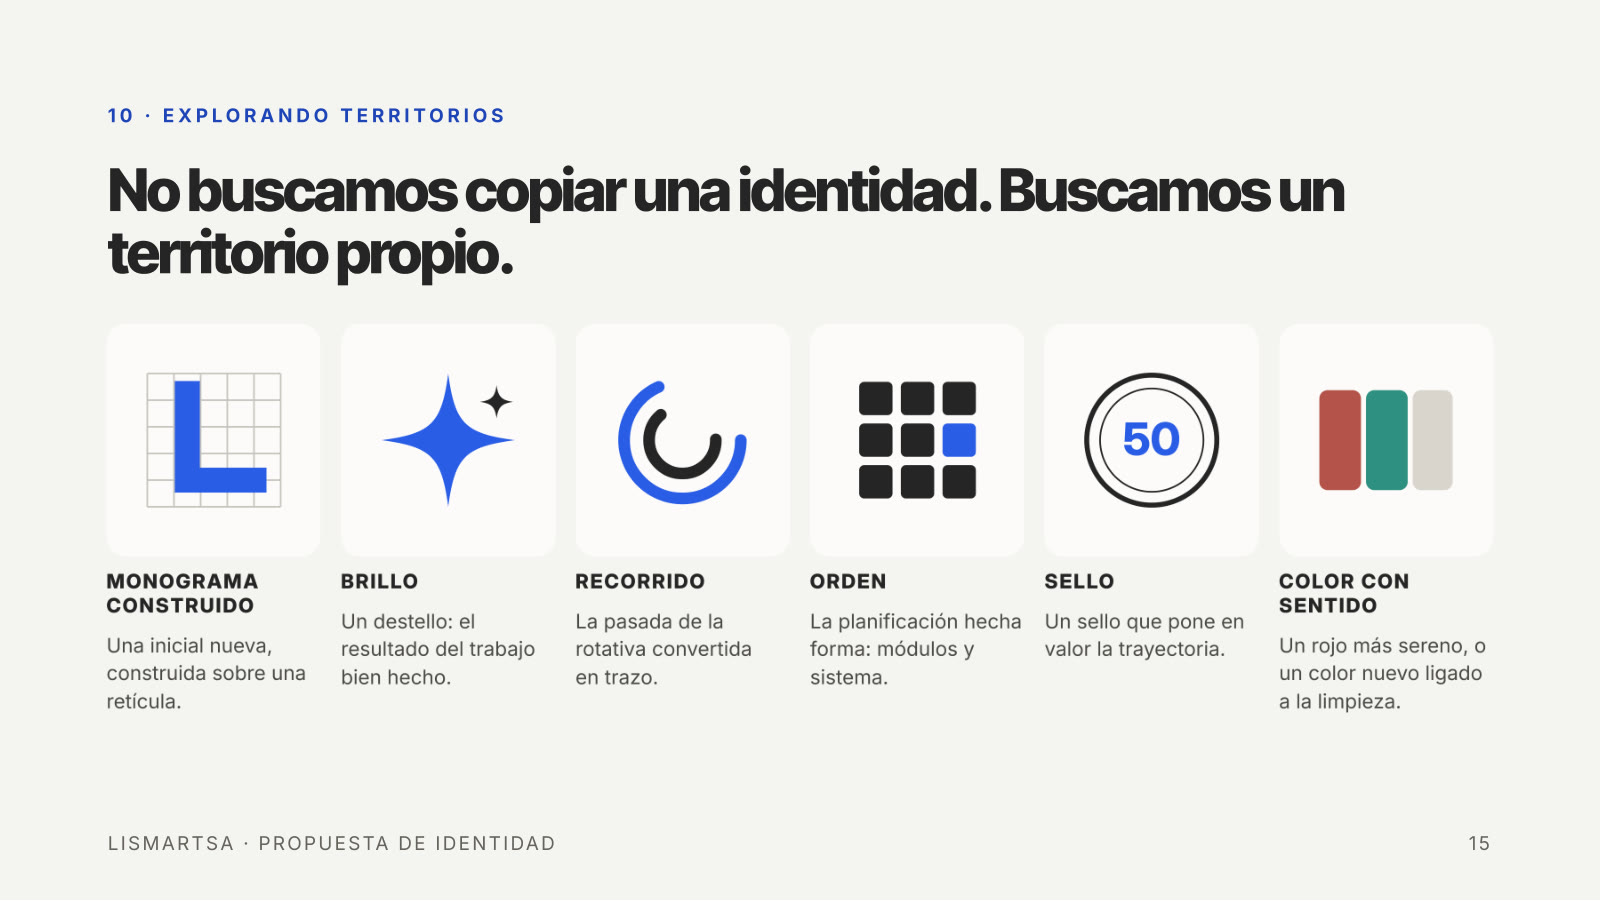 10 · EXPLORANDO TERRITORIOS
No buscamos copiar una identidad. Buscamos un
territorio propio.
L
50
MONOGRAMA
CONSTRUIDO
Una inicial nueva,
construida sobre una
retícula.
BRILLO
Un destello: el
resultado del trabajo
bien hecho.
RECORRIDO
La pasada de la
rotativa convertida
en trazo.
ORDEN
La planificación hecha
forma: módulos y
sistema.
SELLO
Un sello que pone en
valor la trayectoria.
COLOR CON
SENTIDO
Un rojo más sereno, o
un color nuevo ligado
a la limpieza.
LISMARTSA · PROPUESTA DE IDENTIDAD
15